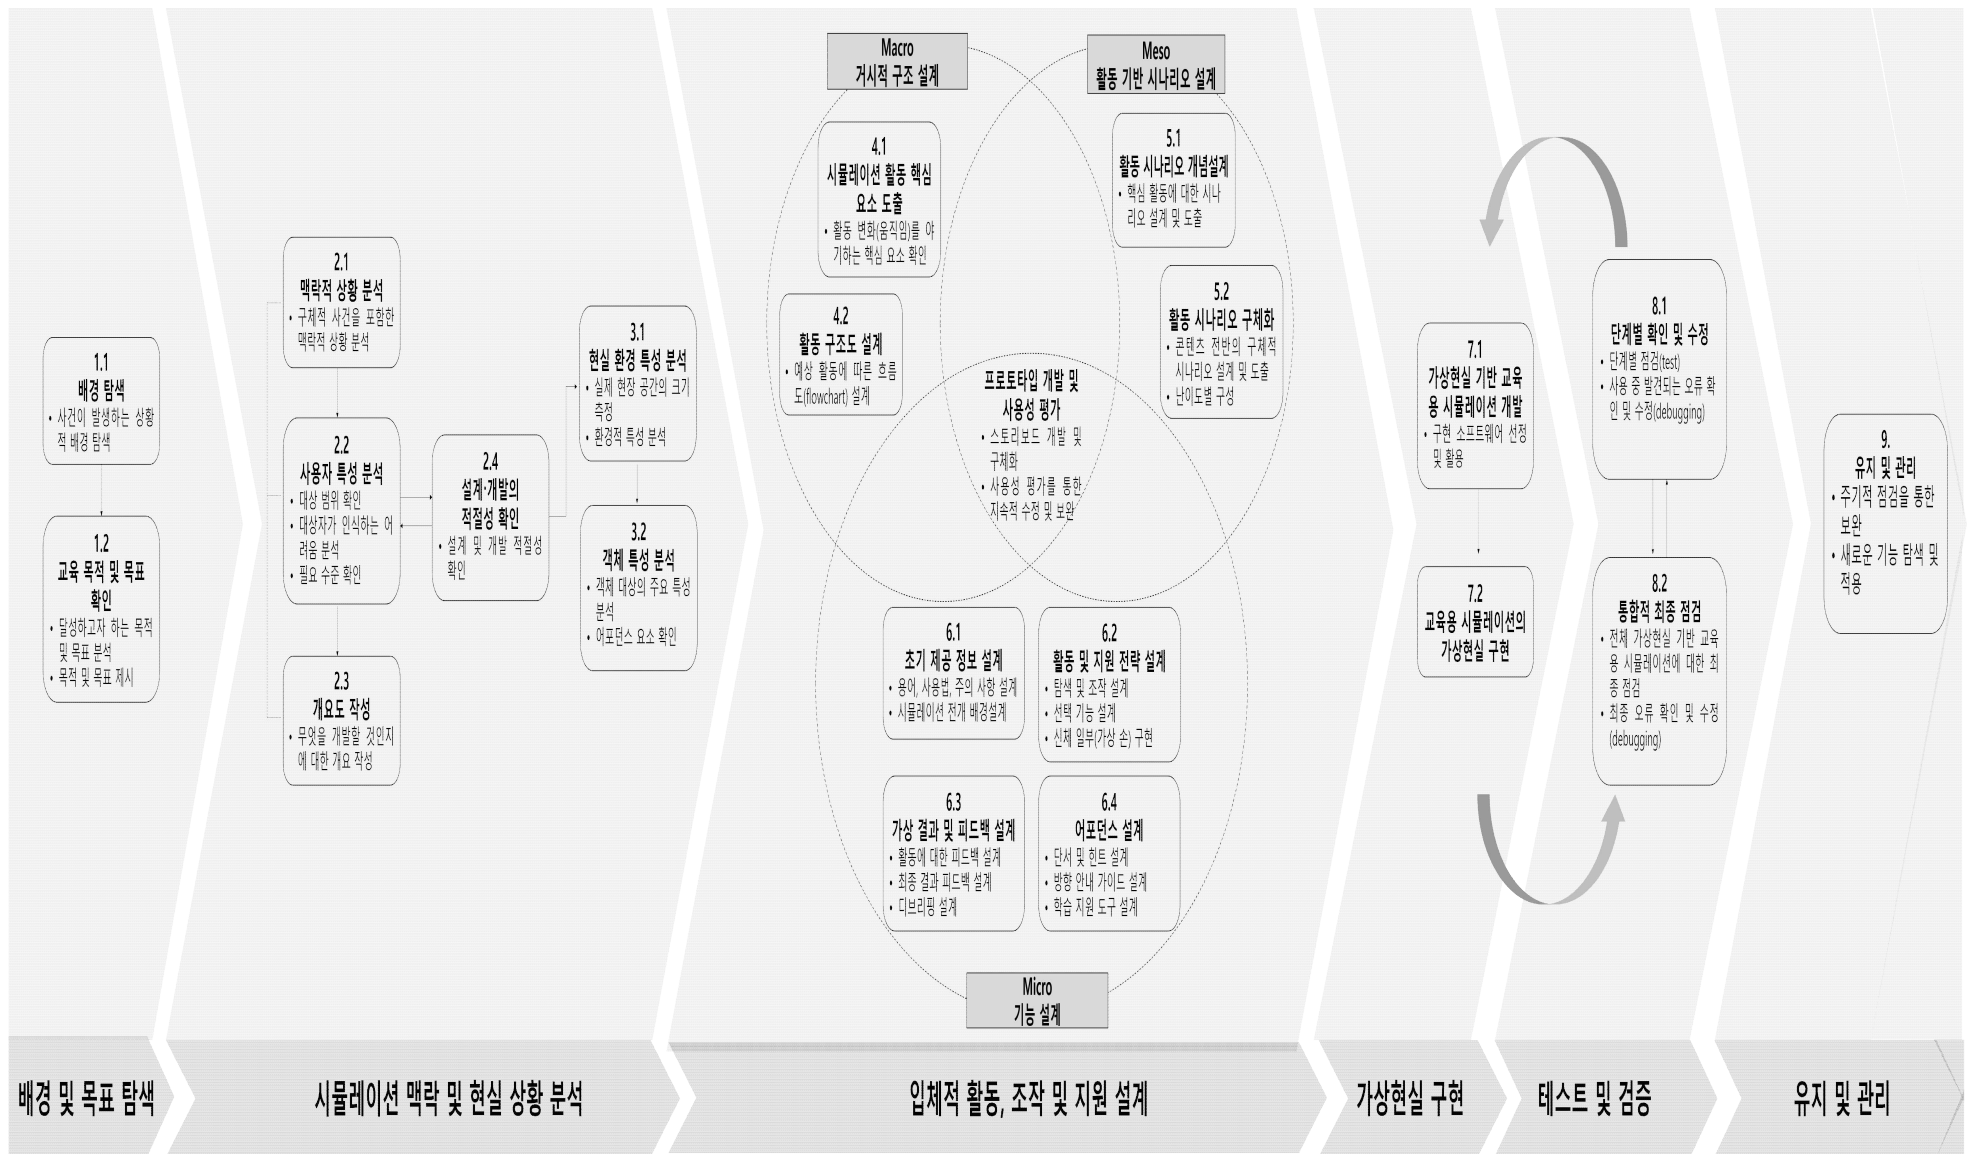 1.1
배경 탐색
• 사건이 발생하는 상황
적 배경 탐색
1.2
교육 목적 및 목표
확인
• 달성하고자 하는 목적
및 목표 분석
• 목적 및 목표 제시
배경 및 목표 탐색
2.1
맥락적 상황 분석
• 구체적 사건을 포함한
맥락적 상황 분석
2.2
사용자 특성 분석
• 대상 범위 확인
• 대상자가 인식하는 어
려움 분석
• 필요 수준 확인
2.3
개요도 작성
• 무엇을 개발할 것인지
에 대한 개요 작성
2.4
설계·개발의
적절성 확인
• 설계 및 개발 적절성
확인
3.1
현실 환경 특성 분석
• 실제 현장 공간의 크기
측정
• 환경적 특성 분석
3.2
객체 특성 분석
• 객체 대상의 주요 특성
분석
• 어포던스 요소 확인
시뮬레이션 맥락 및 현실 상황 분석
Macro
거시적 구조 설계
4.1
시뮬레이션 활동 핵심
요소 도출
• 활동 변화(움직임)를 야
기하는 핵심 요소 확인
4.2
활동 구조도 설계
• 예상 활동에 따른 흐름
도(flowchart) 설계
Meso
활동 기반 시나리오 설계
5.1
활동 시나리오 개념설계
• 핵심 활동에 대한 시나
리오 설계 및 도출
5.2
활동 시나리오 구체화
• 콘텐츠 전반의 구체적
시나리오 설계 및 도출
• 난이도별 구성
프로토타입 개발 및
사용성 평가
• 스토리보드 개발 및
구체화
• 사용성 평가를 통한
지속적 수정 및 보완
6.1
초기 제공 정보 설계
• 용어, 사용법, 주의 사항 설계
• 시뮬레이션 전개 배경설계
6.2
활동 및 지원 전략 설계
• 탐색 및 조작 설계
• 선택 기능 설계
• 신체 일부(가상 손) 구현
6.3
가상 결과 및 피드백 설계
• 활동에 대한 피드백 설계
• 최종 결과 피드백 설계
• 디브리핑 설계
6.4
어포던스 설계
• 단서 및 힌트 설계
• 방향 안내 가이드 설계
• 학습 지원 도구 설계
Micro
기능 설계
입체적 활동, 조작 및 지원 설계
7.1
가상현실 기반 교육
용 시뮬레이션 개발
• 구현 소프트웨어 선정
및 활용
7.2
교육용 시뮬레이션의
가상현실 구현
가상현실 구현
8.1
단계별 확인 및 수정
• 단계별 점검(test)
• 사용 중 발견되는 오류 확
인 및 수정(debugging)
8.2
통합적 최종 점검
• 전체 가상현실 기반 교육
용 시뮬레이션에 대한 최
종 점검
• 최종 오류 확인 및 수정
(debugging)
테스트 및 검증
9.
유지 및 관리
• 주기적 점검을 통한
보완
• 새로운 기능 탐색 및
적용
유지 및 관리